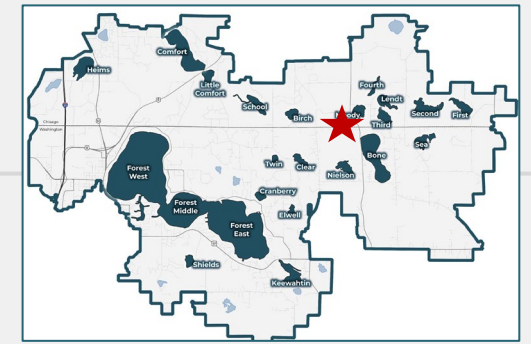 Comfort
Heims
Little
Comfort
School
Birch
Fourth
Lendt
Third
Second
First
Sea
Bone
Chisago
Washington
Forest
West
Twin
Clear
Nielson
Cranberry
Forest
Middle
Elwell
Forest
East
Shields
Keewahtin